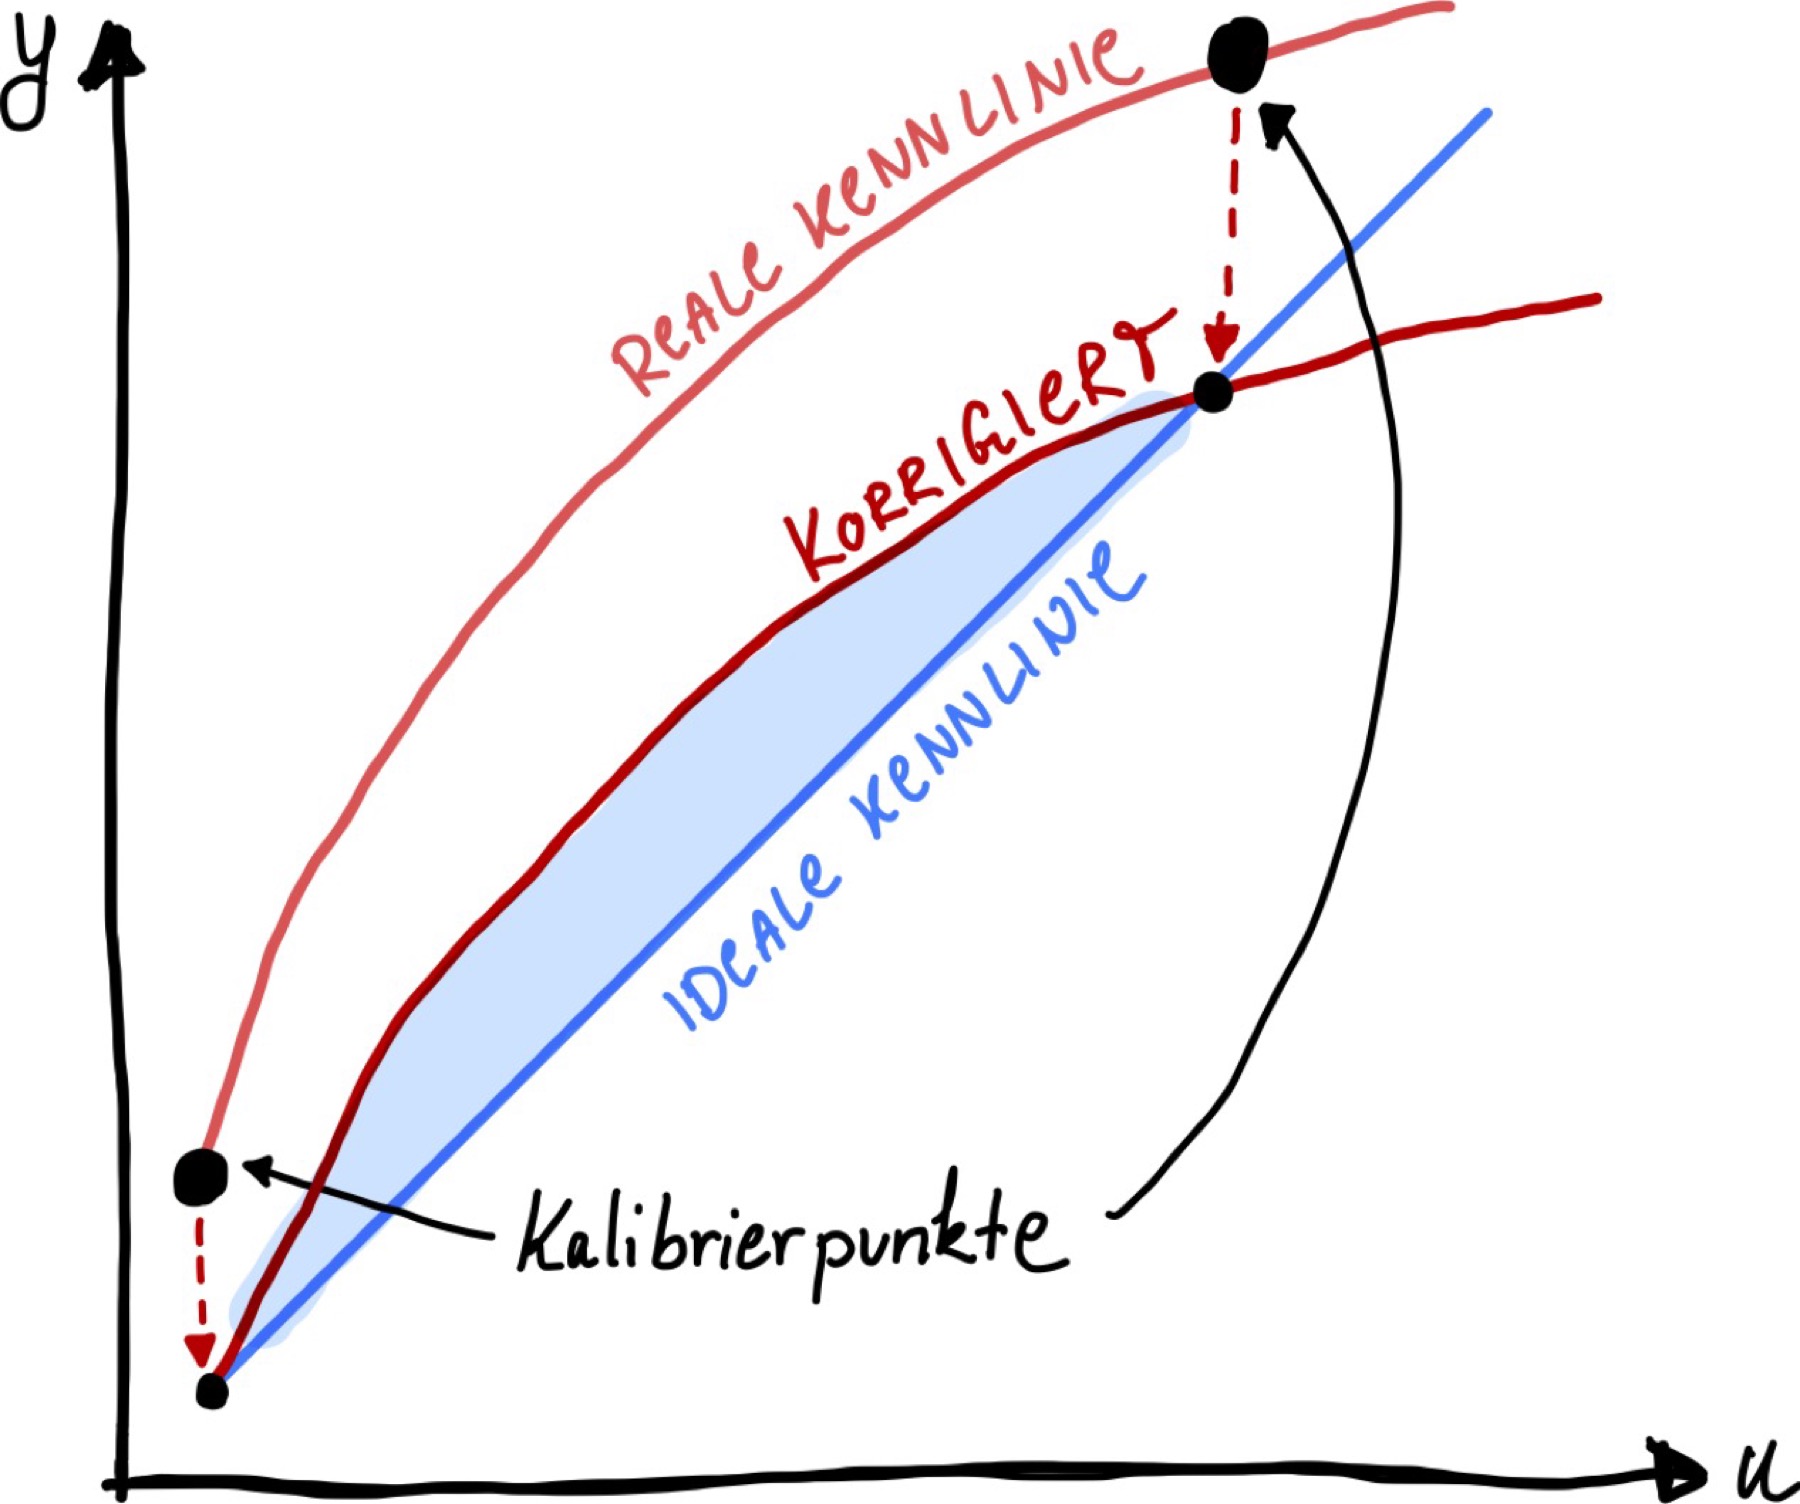 y
REALE KENNLINIE
KORRIGIERT
IDEALE KENNLINIE
Kalibrierpunkte
u